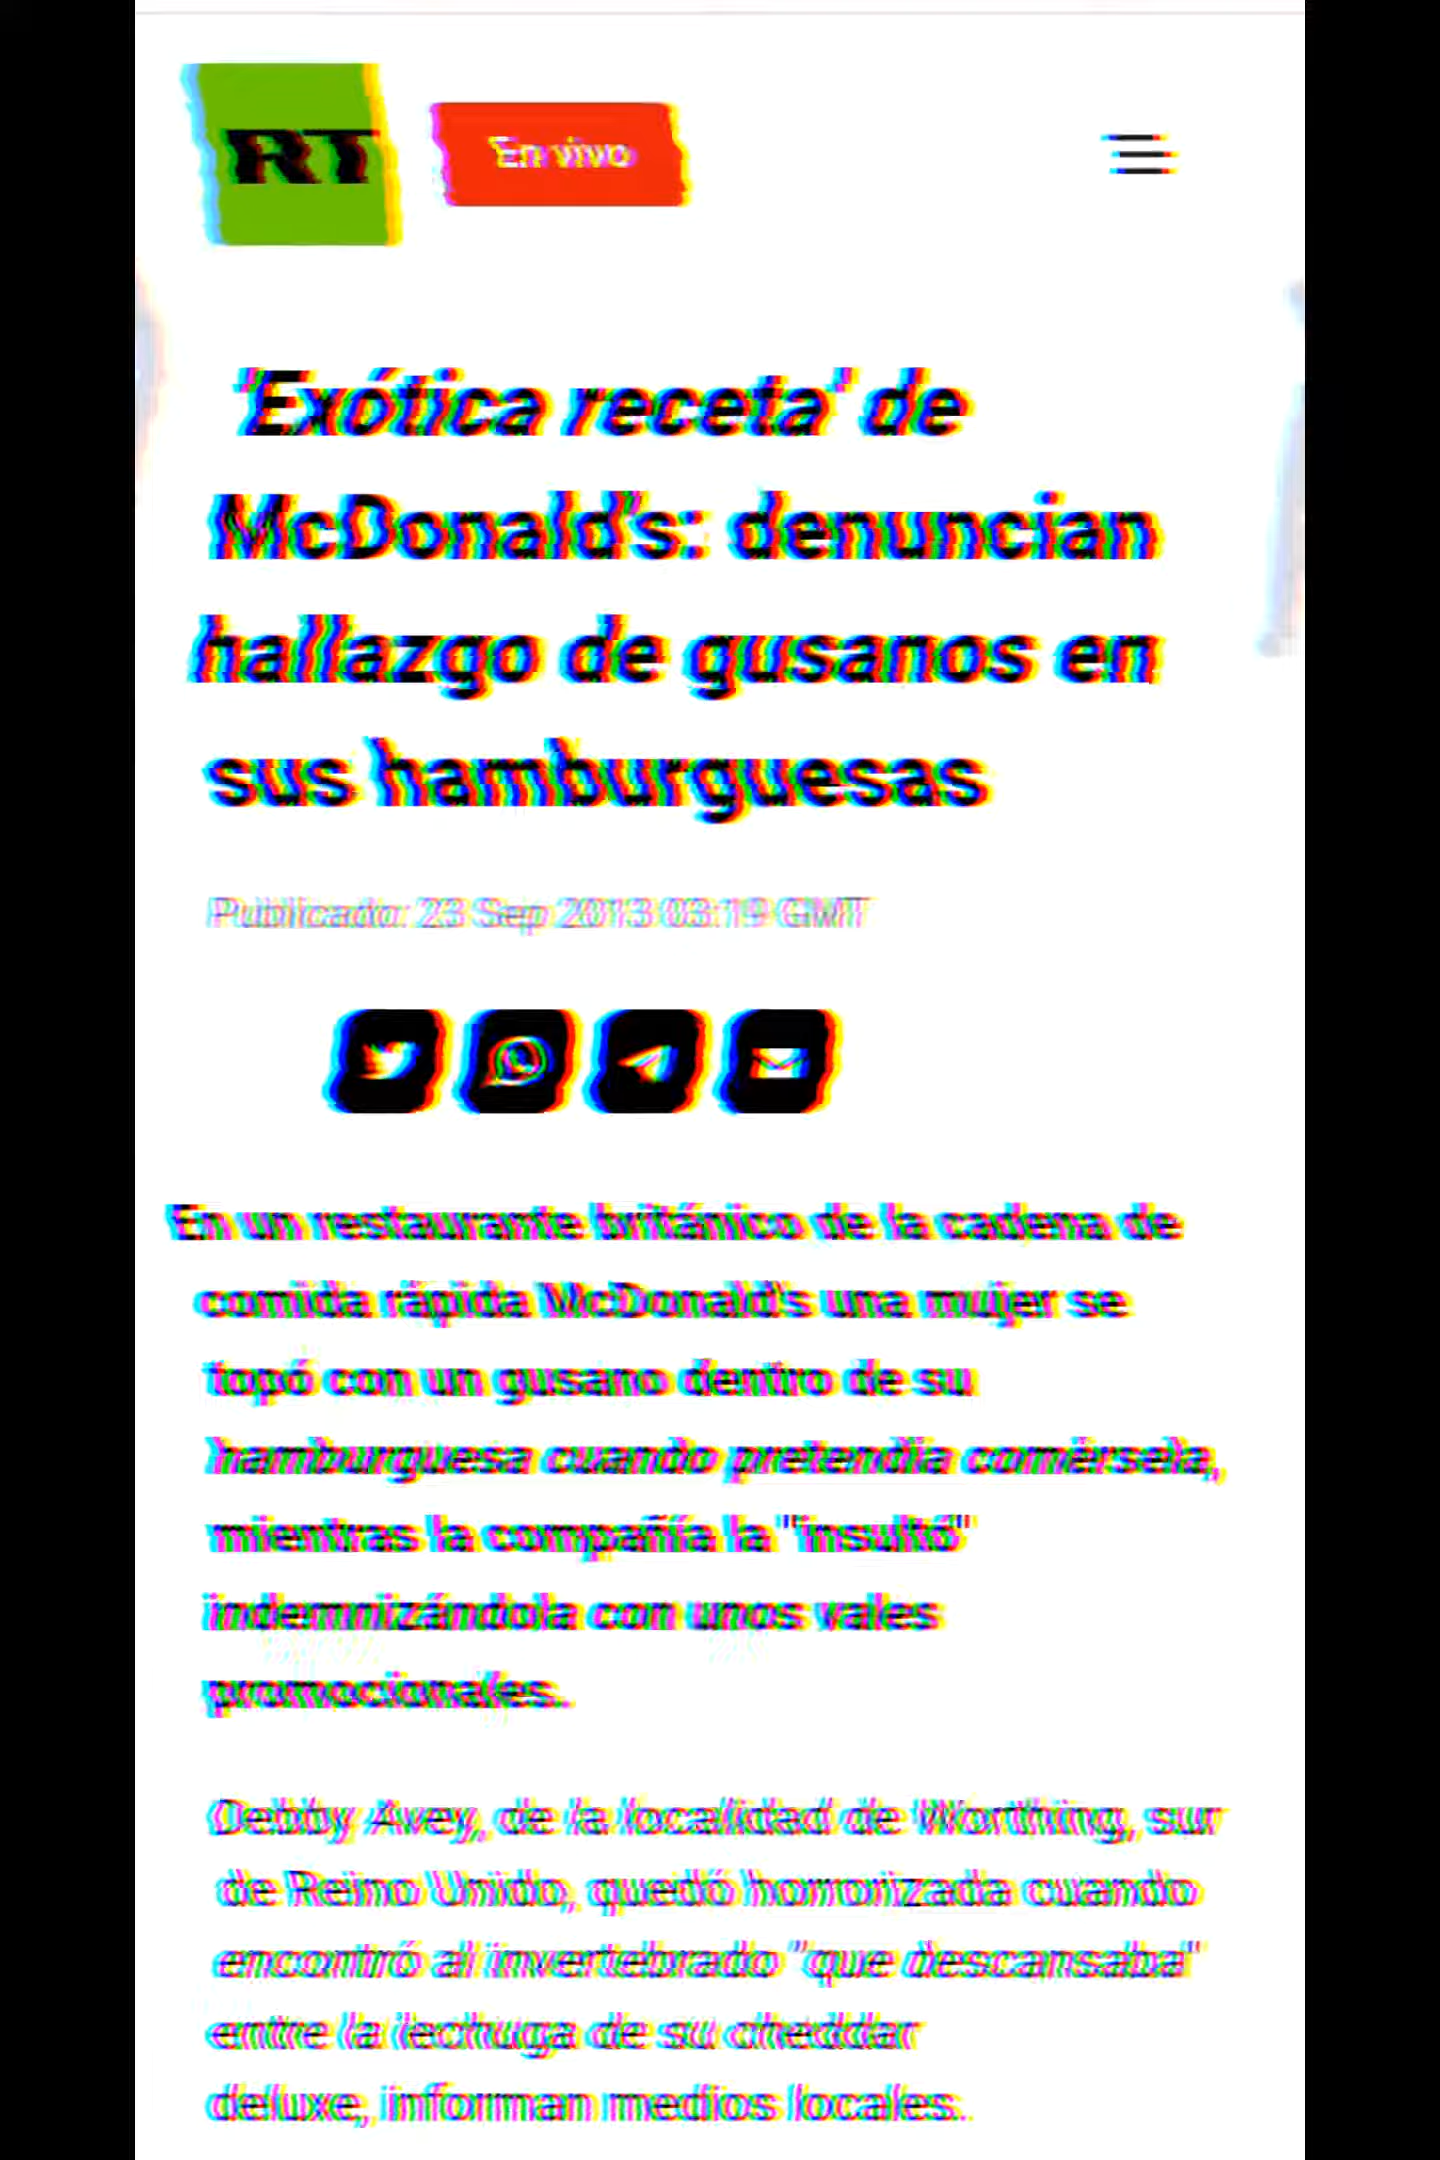 RT En vivo
'Exótica receta' de
McDonald's: denuncian
hallazgo de gusanos en
sus hamburguesas
Publicado: 23 Sep 2013 03:19 GMT
En un restaurante británico de la cadena de
comida rápida McDonald's una mujer se
topó con un gusano dentro de su
hamburguesa cuando pretendía comérsela,
mientras la compañía la "insultó"
indemnizándola con unos vales
promocionales.
Debby Avey, de la localidad de Worthing, sur
de Reino Unido, quedó horrorizada cuando
encontró al invertebrado "que descansaba"
entre la lechuga de su cheddar
deluxe, informan medios locales.